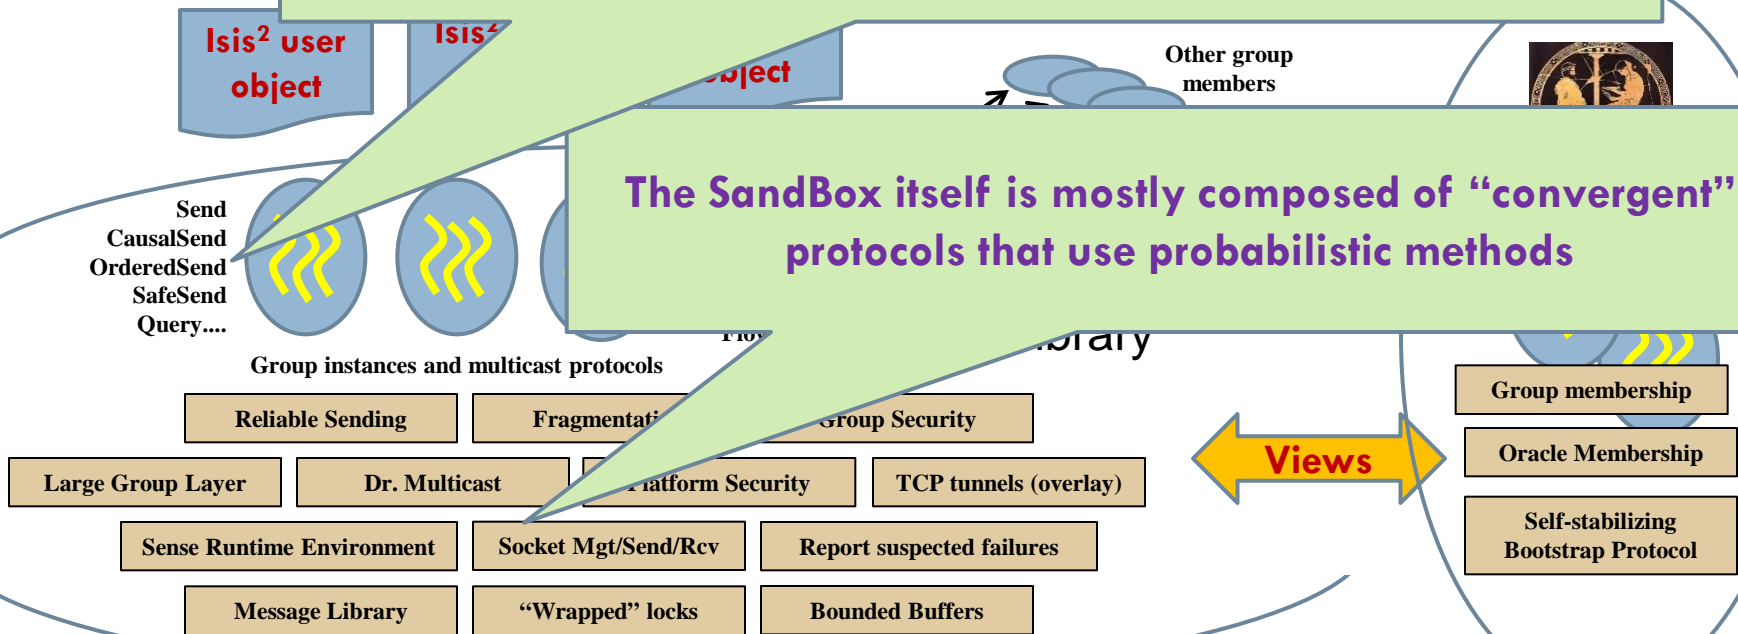 Isis² user
object
Isis²
object
Other group
members
The SandBox itself is mostly composed of “convergent”
protocols that use probabilistic methods
Send
CausalSend
OrderedSend
SafeSend
Query....
Group instances and multicast protocols
Reliable Sending
Group Security
Large Group Layer
Dr. Multicast
Platform Security
TCP tunnels (overlay)
Sense Runtime Environment
Socket Mgt/Send/Rcv
Report suspected failures
Message Library
“Wrapped” locks
Bounded Buffers
Views
Group membership
Oracle Membership
Self-stabilizing
Bootstrap Protocol